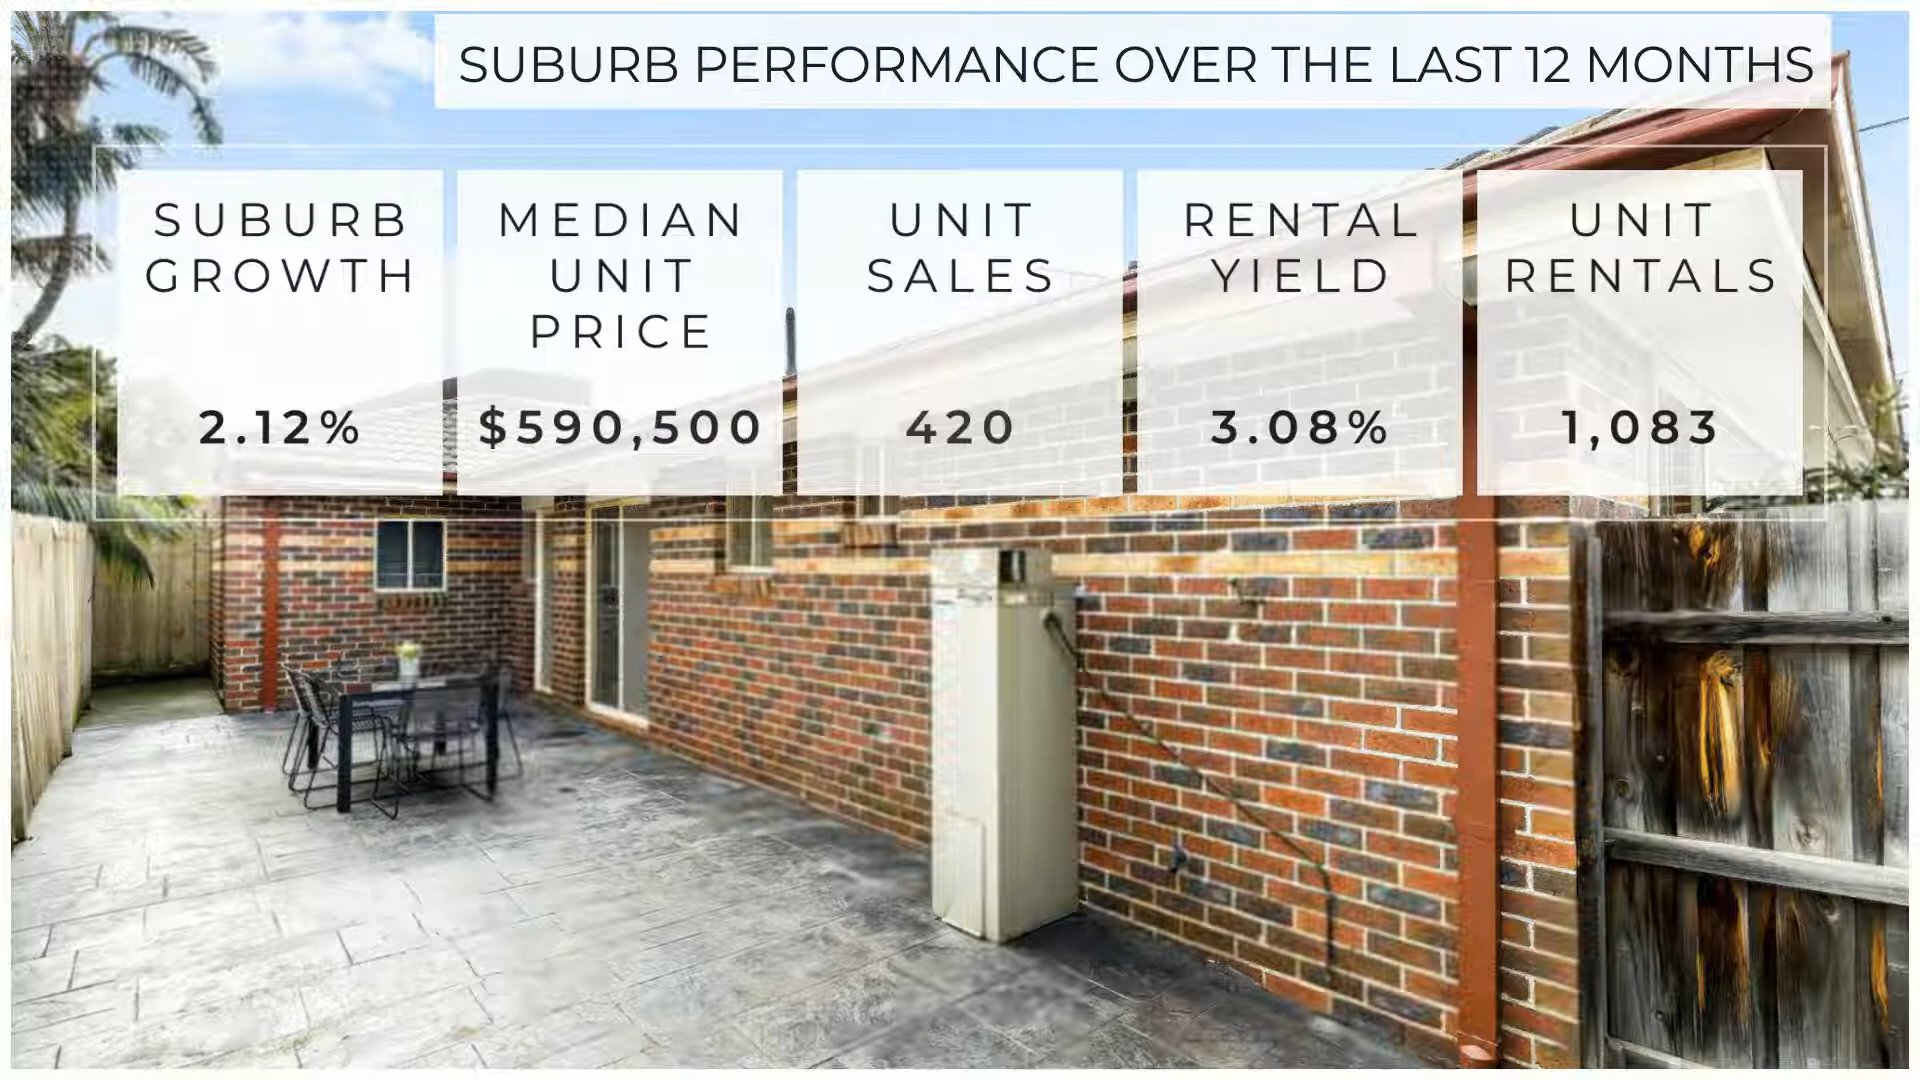 SUBURB PERFORMANCE OVER THE LAST 12 MONTHS
SUBURB
GROWTH
2.12%
MEDIAN
UNIT
PRICE
$590,500
UNIT
SALES
420
RENTAL
YIELD
3.08%
UNIT
RENTALS
1,083